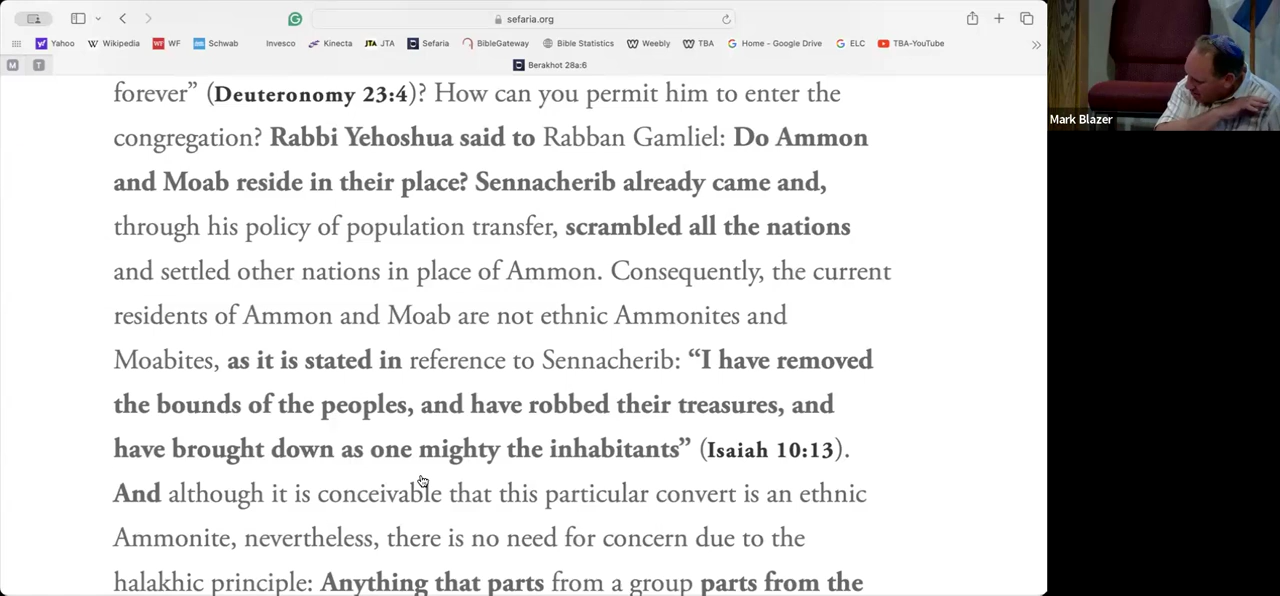 sefaria.org
Yahoo Wikipedia WF Schwab Invesco Kinecta JTA Sefaria BibleGateway Bible Statistics Weebly TBA Home - Google Drive ELC TBA-YouTube
M T Berakhot 28a:6
forever” (Deuteronomy 23:4)? How can you permit him to enter the
congregation? Rabbi Yehoshua said to Rabban Gamliel: Do Ammon
and Moab reside in their place? Sennacherib already came and,
through his policy of population transfer, scrambled all the nations
and settled other nations in place of Ammon. Consequently, the current
residents of Ammon and Moab are not ethnic Ammonites and
Moabites, as it is stated in reference to Sennacherib: “I have removed
the bounds of the peoples, and have robbed their treasures, and
have brought down as one mighty the inhabitants” (Isaiah 10:13).
And although it is conceivable that this particular convert is an ethnic
Ammonite, nevertheless, there is no need for concern due to the
halakhic principle: Anything that parts from a group parts from the
Mark Blazer